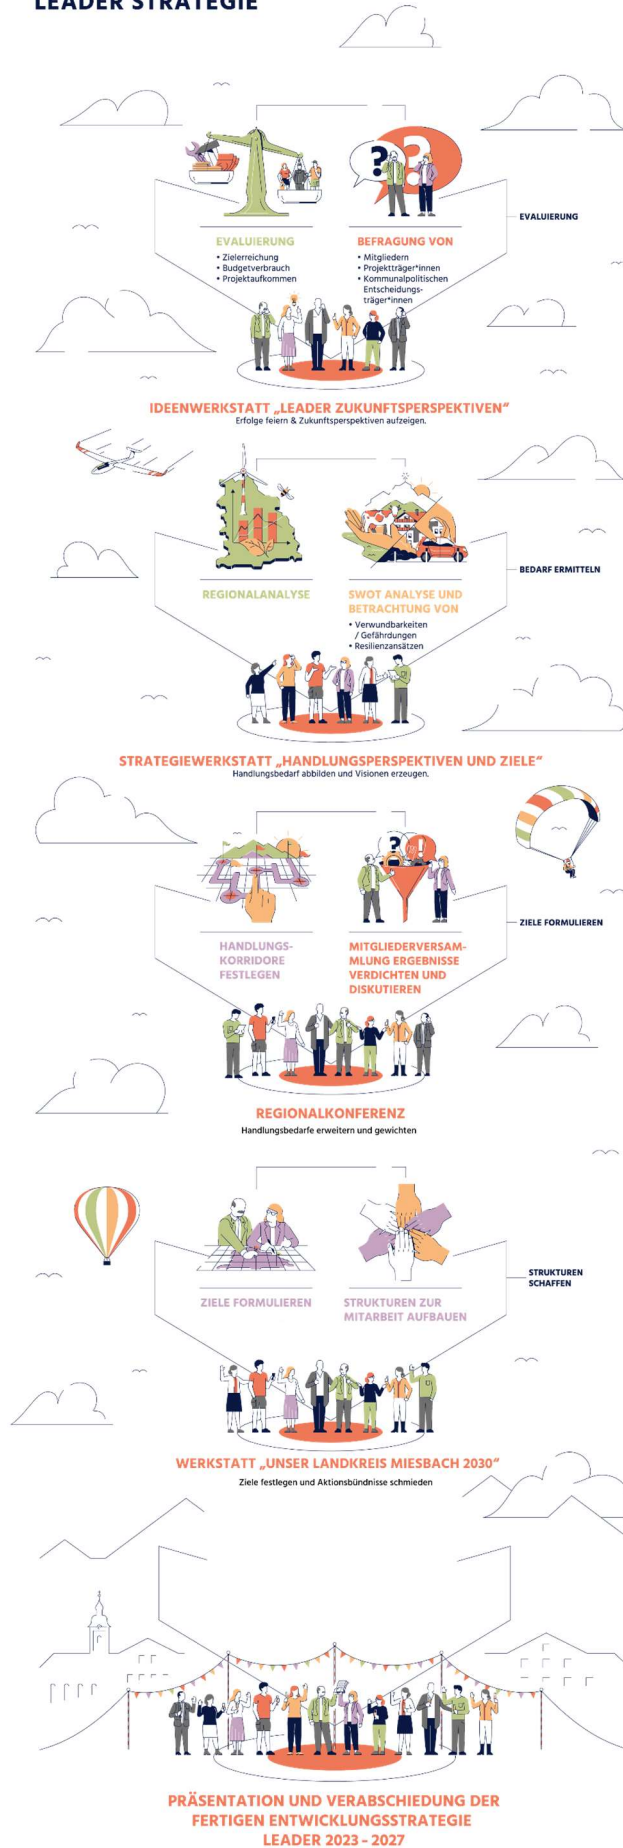 LEADER STRATEGIE
EVALUIERUNG
• Zielerreichung
• Budgetverbrauch
• Projektaufkommen
BEFRAGUNG VON
• Mitgliedern
• Projektträger*innen
• Kommunalpolitischen
Entscheidungs-
träger*innen
EVALUIERUNG
IDEENWERKSTATT „LEADER ZUKUNFTSPERSPEKTIVEN“
Erfolge feiern & Zukunftsperspektiven aufzeigen.
REGIONALANALYSE
SWOT ANALYSE UND
BETRACHTUNG VON
• Verwundbarkeiten
/ Gefährdungen
• Resilienzansätzen
BEDARF ERMITTELN
STRATEGIEWERKSTATT „HANDLUNGSPERSPEKTIVEN UND ZIELE“
Handlungsbedarf abbilden und Visionen erzeugen.
HANDLUNGS-
KORRIDORE
FESTLEGEN
MITGLIEDERVERSAM-
MLUNG ERGEBNISSE
VERDICHTEN UND
DISKUTIEREN
ZIELE FORMULIEREN
REGIONALKONFERENZ
Handlungsbedarfe erweitern und gewichten
ZIELE FORMULIEREN
STRUKTUREN ZUR
MITARBEIT AUFBAUEN
STRUKTUREN
SCHAFFEN
WERKSTATT „UNSER LANDKREIS MIESBACH 2030“
Ziele festlegen und Aktionsbündnisse schmieden
PRÄSENTATION UND VERABSCHIEDUNG DER
FERTIGEN ENTWICKLUNGSSTRATEGIE
LEADER 2023 – 2027